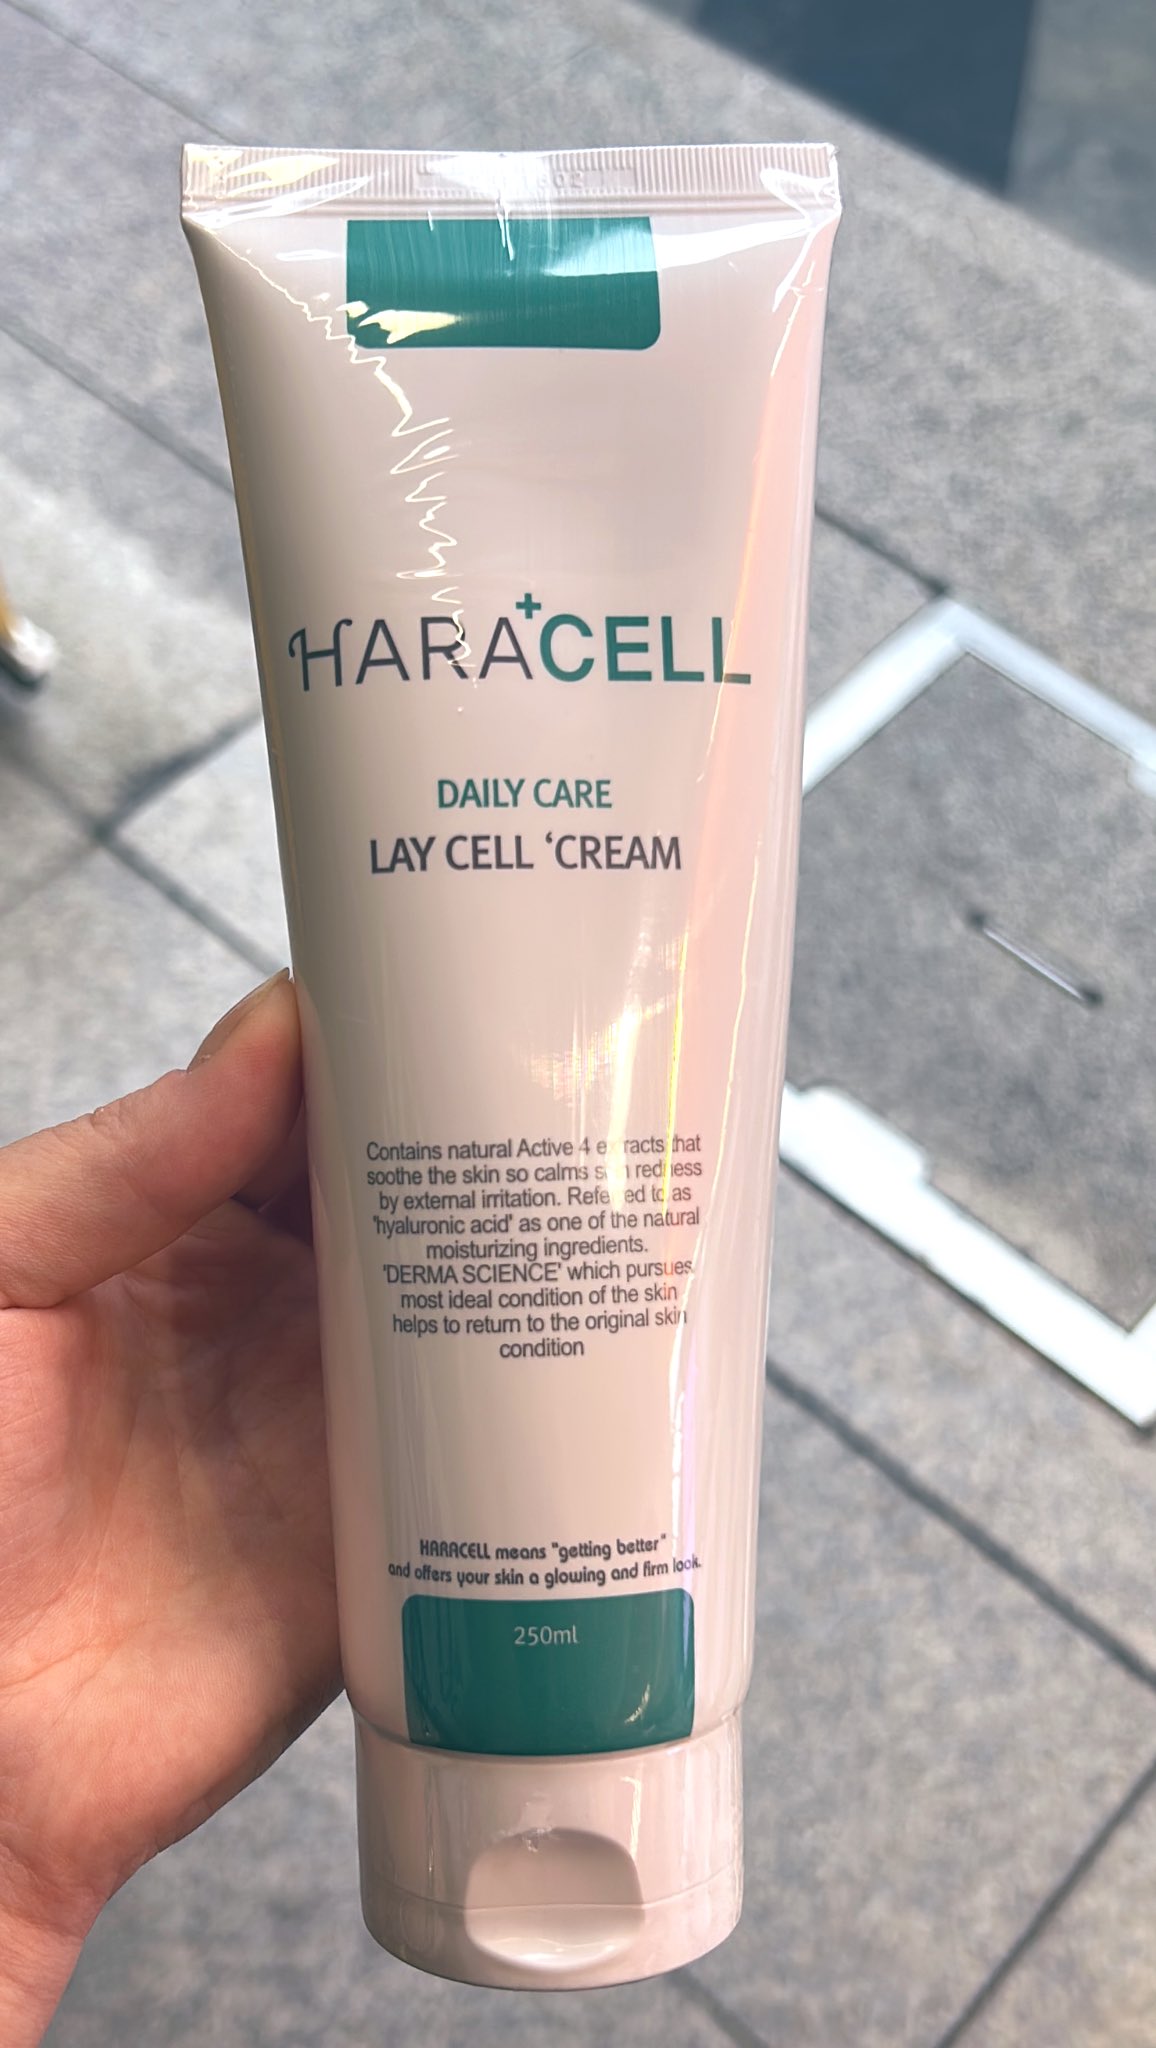 HARA+CELL
DAILY CARE
LAY CELL ‘CREAM
Contains natural Active 4 extracts that
soothe the skin so calms skin redness
by external irritation. Referred to as
'hyaluronic acid' as one of the natural
moisturizing ingredients.
'DERMA SCIENCE' which pursues
most ideal condition of the skin
helps to return to the original skin
condition
HARACELL means "getting better"
and offers your skin a glowing and firm look.
250ml